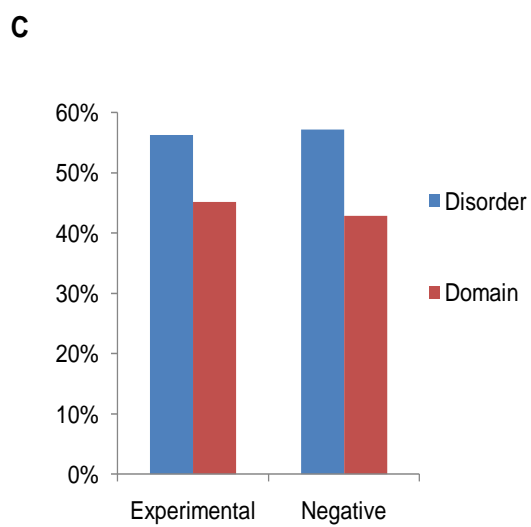 C
60%
50%
40%
30%
20%
10%
0%
Experimental
Negative
Disorder
Domain